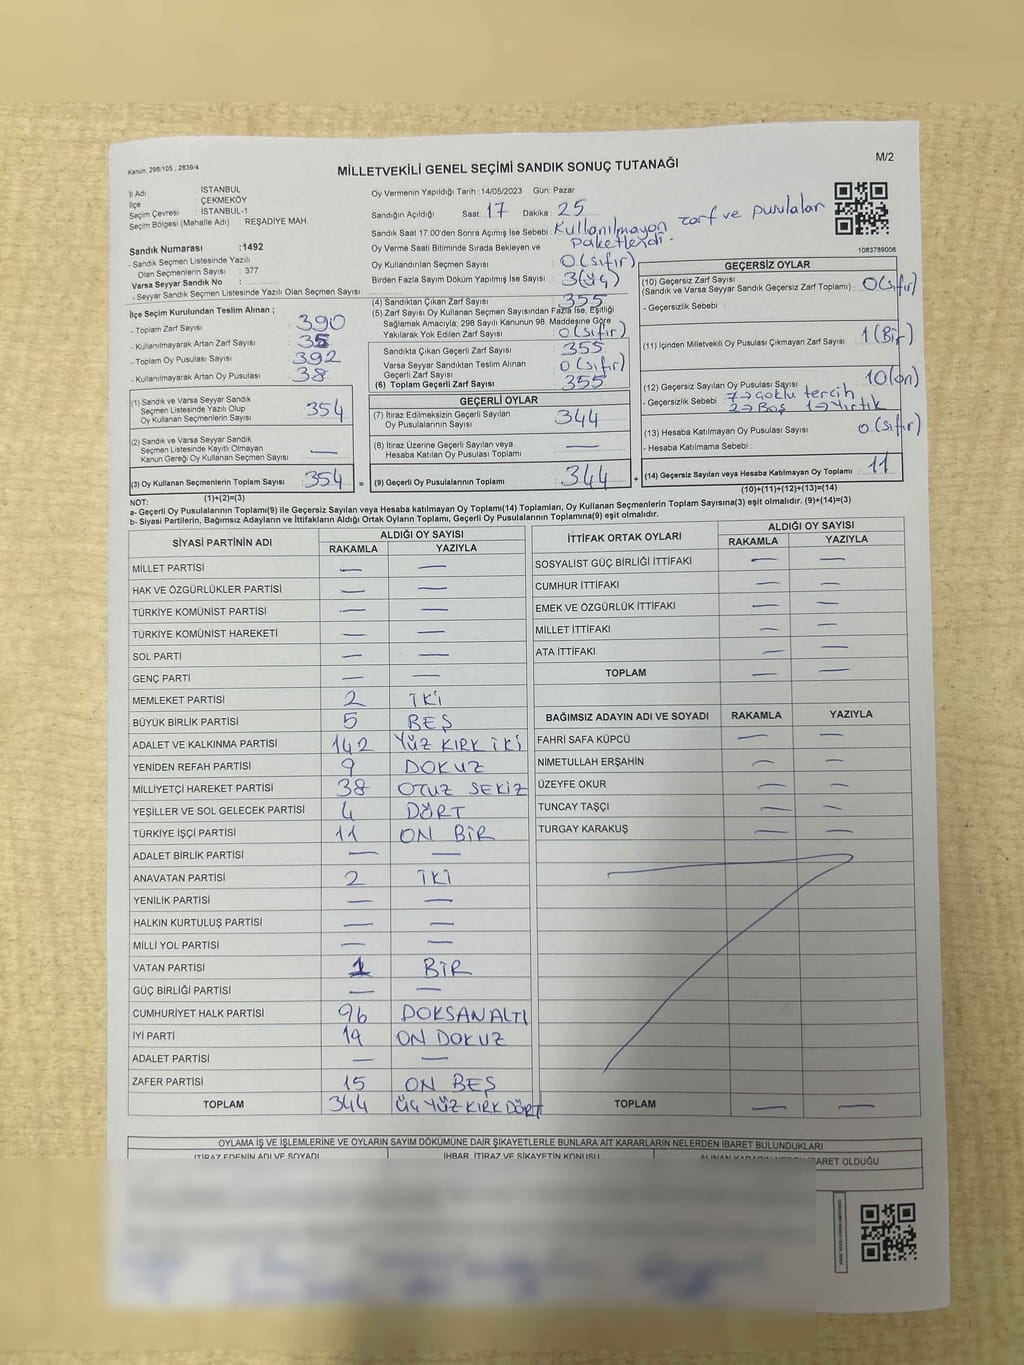 Kanun: 298/105 , 2839/4
MİLLETVEKİLİ GENEL SEÇİMİ SANDIK SONUÇ TUTANAĞI
M/2
İl Adı : İSTANBUL
İlçe : ÇEKMEKÖY
Seçim Çevresi : İSTANBUL-1
Seçim Bölgesi (Mahalle Adı) : REŞADİYE MAH.
Sandık Numarası :1492
- Sandık Seçmen Listesinde Yazılı
Olan Seçmenlerin Sayısı : 377
Varsa Seyyar Sandık No :
- Seyyar Sandık Seçmen Listesinde Yazılı Olan Seçmen Sayısı:
Oy Vermenin Yapıldığı Tarih :14/05/2023 Gün: Pazar
Sandığın Açıldığı Saat: 17 Dakika : 25
Sandık Saat 17:00'den Sonra Açımış İse Sebebi : Kullanılmayan zarf ve pusulalar
paketlendi.
Oy Verme Saati Bitiminde Sırada Bekleyen ve
Oy Kullandırılan Seçmen Sayısı : 0 (sıfır)
Birden Fazla Sayım Döküm Yapılmış İse Sayısı : 3 (üç)
1083789006
İlçe Seçim Kurulundan Teslim Alınan ;
- Toplam Zarf Sayısı : 390
- Kullanılmayarak Artan Zarf Sayısı : 35
- Toplam Oy Pusulası Sayısı : 392
- Kullanılmayarak Artan Oy Pusulası : 38
(1) Sandık ve Varsa Seyyar Sandık
Seçmen Listesinde Yazılı Olup
Oy Kullanan Seçmenlerin Sayısı : 354
(2) Sandık ve Varsa Seyyar Sandık
Seçmen Listesinde Kayıtlı Olmayan
Kanun Gereği Oy Kullanan Seçmen Sayısı : —
(3) Oy Kullanan Seçmenlerin Toplam Sayısı : 354
(1)+(2)=(3)
(4) Sandıktan Çıkan Zarf Sayısı : 355
(5) Zarf Sayısı Oy Kullanan Seçmen Sayısından Fazla İse, Eşitliği
Sağlamak Amacıyla; 298 Sayılı Kanunun 98. Maddesine Göre
Yakılarak Yok Edilen Zarf Sayısı : 0 (sıfır)
Sandıkta Çıkan Geçerli Zarf Sayısı : 355
Varsa Seyyar Sandıktan Teslim Alınan
Geçerli Zarf Sayısı : 0 (sıfır)
(6) Toplam Geçerli Zarf Sayısı : 355
GEÇERLİ OYLAR
(7) İtiraz Edilmeksizin Geçerli Sayılan
Oy Pusulalarının Sayısı : 344
(8) İtiraz Üzerine Geçerli Sayılan veya
Hesaba Katılan Oy Pusulası Toplamı : —
= (9) Geçerli Oy Pusulalarının Toplamı : 344
GEÇERSİZ OYLAR
(10) Geçersiz Zarf Sayısı
(Sandık ve Varsa Seyyar Sandık Geçersiz Zarf Toplamı) : 0 (sıfır)
- Geçersizlik Sebebi :
(11) İçinden Milletvekili Oy Pusulası Çıkmayan Zarf Sayısı : 1 (Bir)
(12) Geçersiz Sayılan Oy Pusulası Sayısı : 10 (on)
- Geçersizlik Sebebi : 7→çoklu tercih
2→Boş 1→Yırtık
(13) Hesaba Katılmayan Oy Pusulası Sayısı : 0 (sıfır)
- Hesaba Katılmama Sebebi :
+ (14) Geçersiz Sayılan veya Hesaba Katılmayan Oy Toplamı : 11
(10)+(11)+(12)+(13)=(14)
NOT:
a- Geçerli Oy Pusulalarının Toplamı(9) ile Geçersiz Sayılan veya Hesaba katılmayan Oy Toplamı(14) Toplamları, Oy Kullanan Seçmenlerin Toplam Sayısına(3) eşit olmalıdır. (9)+(14)=(3)
b- Siyasi Partilerin, Bağımsız Adayların ve İttifakların Aldığı Ortak Oyların Toplamı, Geçerli Oy Pusulalarının Toplamına(9) eşit olmalıdır.
SİYASİ PARTİNİN ADI ALDIĞI OY SAYISI
RAKAMLA YAZIYLA
MİLLET PARTİSİ — —
HAK VE ÖZGÜRLÜKLER PARTİSİ — —
TÜRKİYE KOMÜNİST PARTİSİ — —
TÜRKİYE KOMÜNİST HAREKETİ — —
SOL PARTİ — —
GENÇ PARTİ — —
MEMLEKET PARTİSİ 2 İKİ
BÜYÜK BİRLİK PARTİSİ 5 BEŞ
ADALET VE KALKINMA PARTİSİ 142 YÜZ KIRK İKİ
YENİDEN REFAH PARTİSİ 9 DOKUZ
MİLLİYETÇİ HAREKET PARTİSİ 38 OTUZ SEKİZ
YEŞİLLER VE SOL GELECEK PARTİSİ 4 DÖRT
TÜRKİYE İŞÇİ PARTİSİ 11 ON BİR
ADALET BİRLİK PARTİSİ — —
ANAVATAN PARTİSİ 2 İKİ
YENİLİK PARTİSİ — —
HALKIN KURTULUŞ PARTİSİ — —
MİLLİ YOL PARTİSİ — —
VATAN PARTİSİ 1 BİR
GÜÇ BİRLİĞİ PARTİSİ — —
CUMHURİYET HALK PARTİSİ 96 DOKSAN ALTI
İYİ PARTİ 19 ON DOKUZ
ADALET PARTİSİ — —
ZAFER PARTİSİ 15 ON BEŞ
TOPLAM 344 ÜÇ YÜZ KIRK DÖRT
İTTİFAK ORTAK OYLARI ALDIĞI OY SAYISI
RAKAMLA YAZIYLA
SOSYALİST GÜÇ BİRLİĞİ İTTİFAKI — —
CUMHUR İTTİFAKI — —
EMEK VE ÖZGÜRLÜK İTTİFAKI — —
MİLLET İTTİFAKI — —
ATA İTTİFAKI — —
TOPLAM — —
BAĞIMSIZ ADAYIN ADI VE SOYADI RAKAMLA YAZIYLA
FAHRİ SAFA KÜPCÜ — —
NİMETULLAH ERŞAHİN — —
ÜZEYFE OKUR — —
TUNCAY TAŞÇI — —
TURGAY KARAKUŞ — —
TOPLAM — —
OYLAMA İŞ VE İŞLEMLERİNE VE OYLARIN SAYIM DÖKÜMÜNE DAİR ŞİKAYETLERLE BUNLARA AİT KARARLARIN NELERDEN İBARET BULUNDUKLARI
İTİRAZ EDENİN ADI VE SOYADI İHBAR, İTİRAZ VE ŞİKAYETİN KONUSU ALINAN KARARIN NEDEN İBARET OLDUĞU